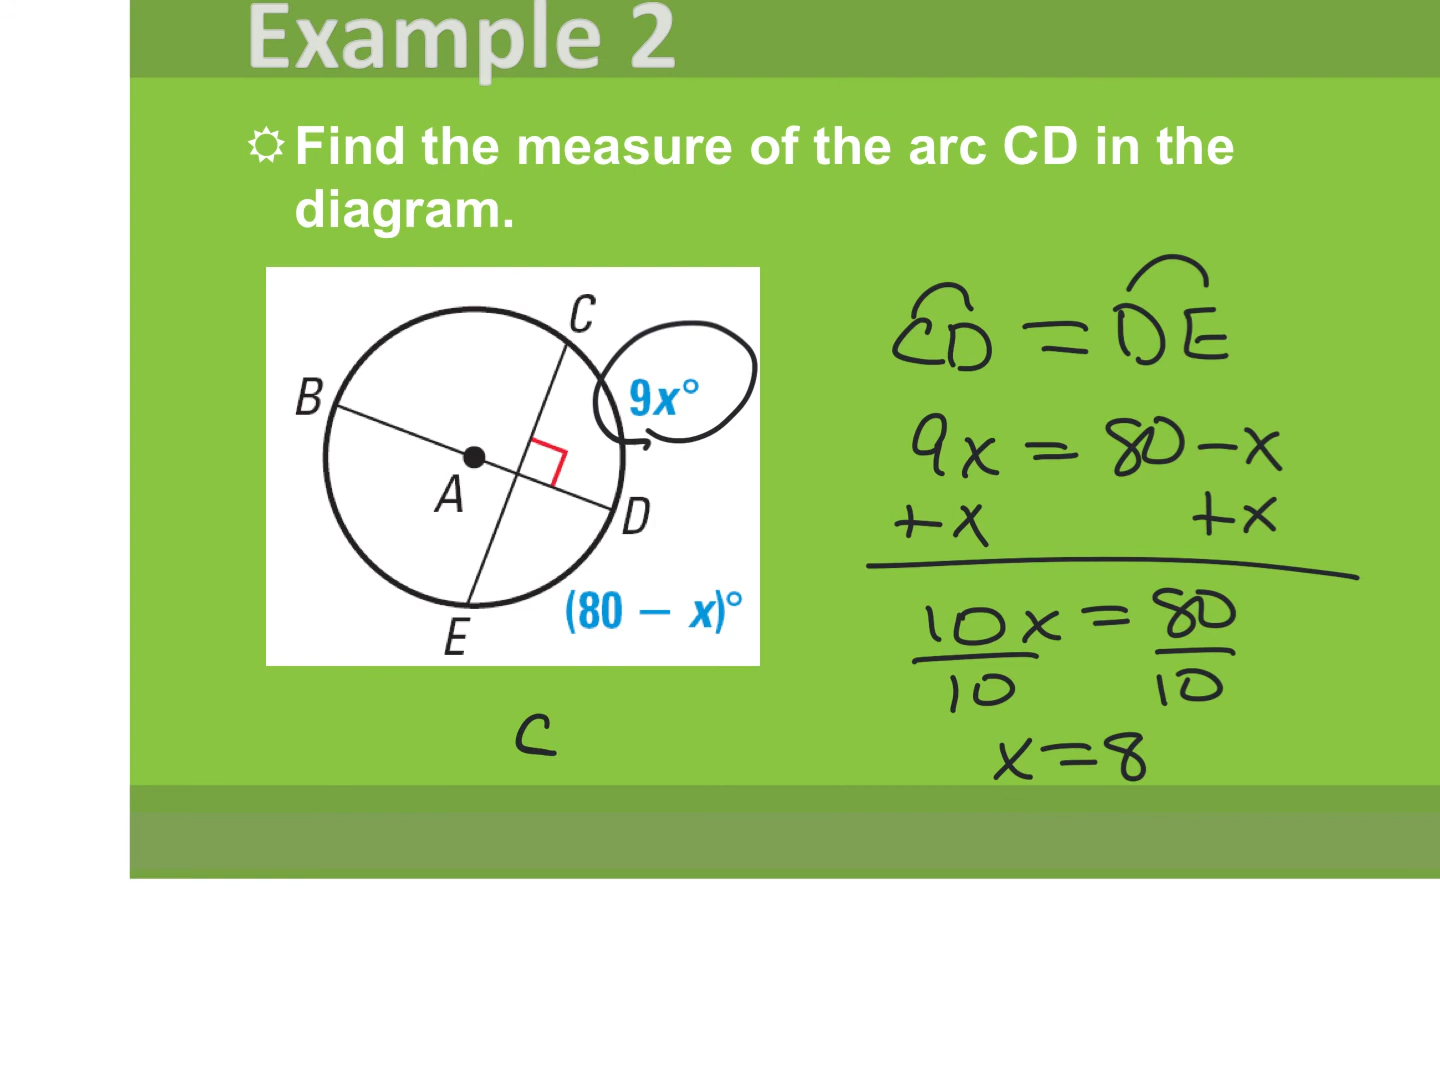 Example 2
Find the measure of the arc CD in the
diagram.
C
B
9x°
A
D
(80 – x)°
E
C
CD = DE
9x = 80 - x
+x +x
10x = 80
10 10
x = 8